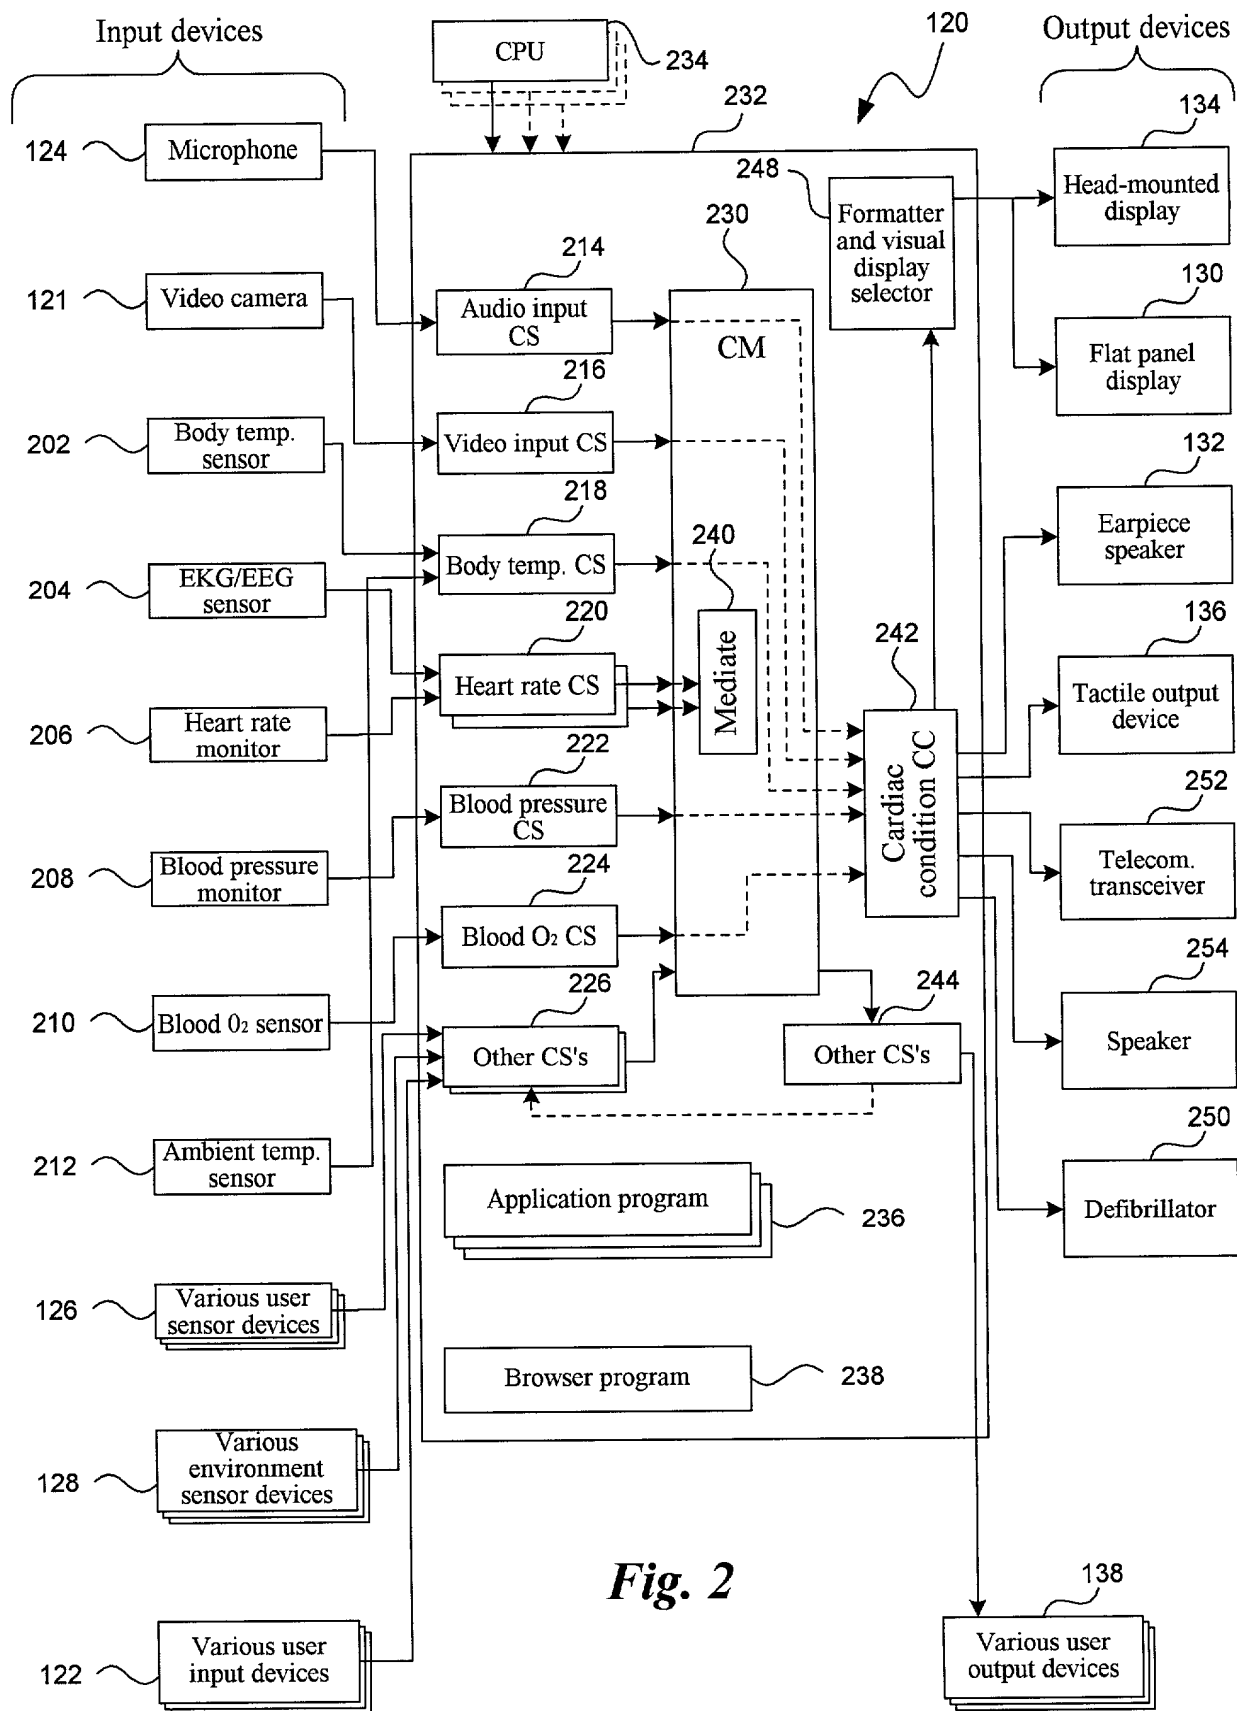 Input devices
CPU
234
120
Output devices
232
134
124
Microphone
248
Head-mounted
display
230
Formatter
and visual
display
selector
214
130
121
Video camera
Audio input
CS
CM
Flat panel
display
216
202
Body temp.
sensor
Video input CS
132
218
Earpiece
speaker
240
204
EKG/EEG
sensor
Body temp. CS
220
242
136
Heart rate CS
Mediate
Tactile output
device
206
Heart rate
monitor
222
Cardiac
condition CC
252
Blood pressure
CS
208
Blood pressure
monitor
224
Telecom.
transceiver
Blood O2 CS
254
226
244
210
Blood 02 sensor
Other CS's
Other CS's
Speaker
250
212
Ambient temp.
sensor
Application program
236
Defibrillator
126
Various user
sensor devices
Browser program
238
128
Various
environment
sensor devices
Fig. 2
138
122
Various user
input devices
Various user
output devices